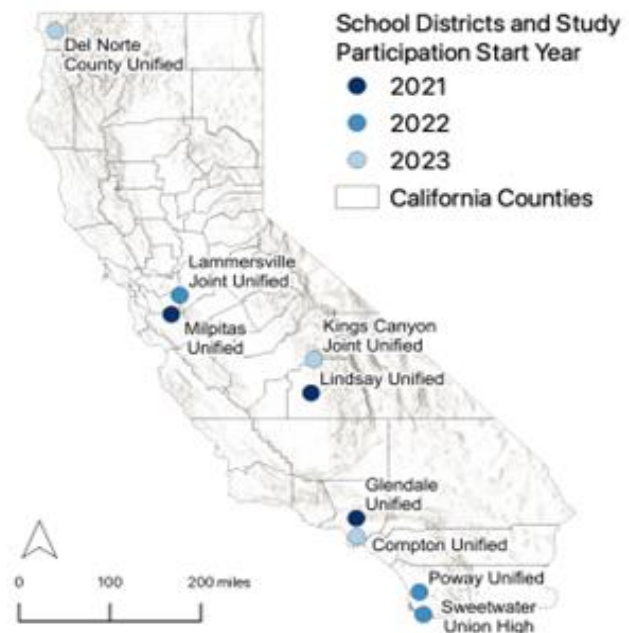 School Districts and Study
Participation Start Year
2021
2022
2023
California Counties
Del Norte
County Unified
Lammersville
Joint Unified
Milpitas
Unified
Kings Canyon
Joint Unified
Lindsay Unified
Glendale
Unified
Compton Unified
Poway Unified
Sweetwater
Union High
0 100 200 miles